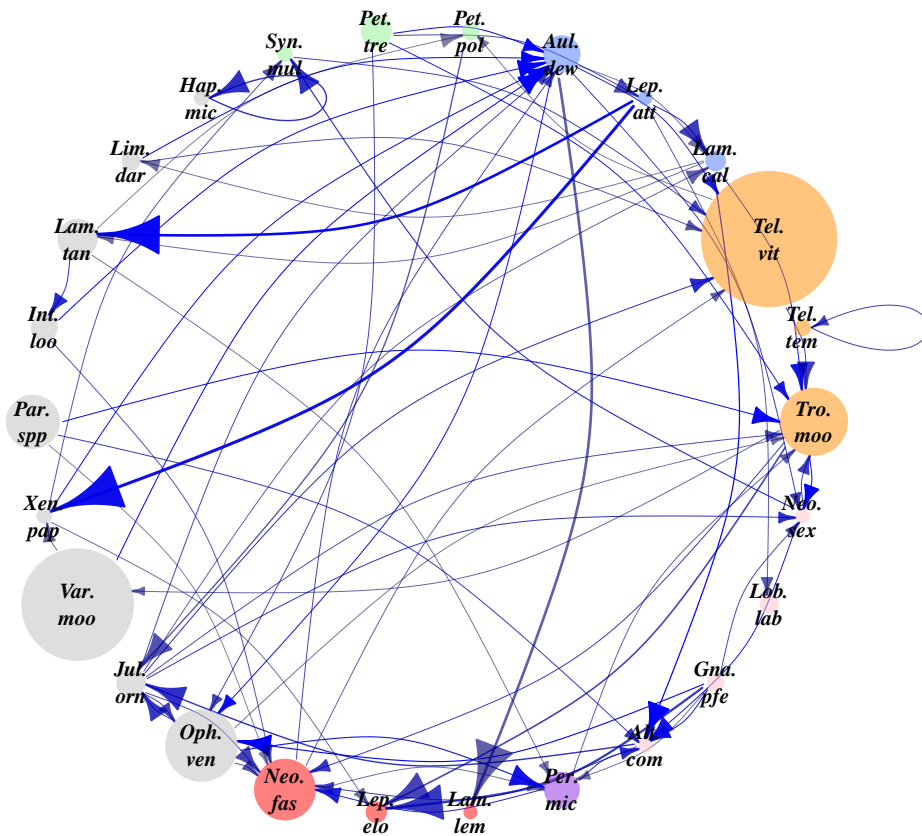 Pet.
tre
Pet.
pol
Aul.
dew
Lep.
att
Lam.
cal
Tel.
vit
Tel.
tem
Tro.
moo
Neo.
sex
Lob.
lab
Gna.
pfe
Alt.
com
Per.
mic
Lam.
lem
Lep.
elo
Neo.
fas
Oph.
ven
Jul.
orn
Var.
moo
Xen.
pap
Par.
spp
Int.
loo
Lam.
tan
Lim.
dar
Hap.
mic
Syn.
mul